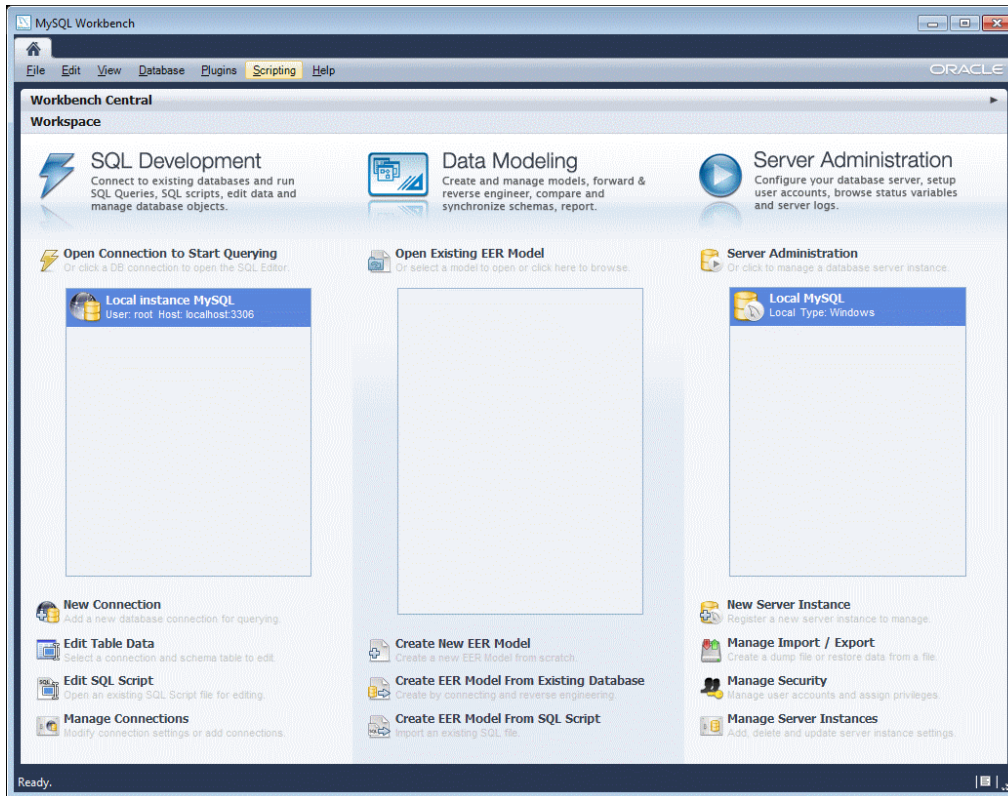 MySQL Workbench
File Edit View Database Plugins Scripting Help
ORACLE
Workbench Central
Workspace
SQL Development
Connect to existing databases and run
SQL Queries, SQL scripts, edit data and
manage database objects.
Data Modeling
Create and manage models, forward &
reverse engineer, compare and
synchronize schemas, report.
Server Administration
Configure your database server, setup
user accounts, browse status variables
and server logs.
Open Connection to Start Querying
Or click a DB connection to open the SQL Editor.
Local instance MySQL
User: root Host: localhost:3306
New Connection
Add a new database connection for querying.
Edit Table Data
Select a connection and schema table to edit.
Edit SQL Script
Open an existing SQL Script file for editing.
Manage Connections
Modify connection settings or add connections.
Open Existing EER Model
Or select a model to open or click here to browse.
Create New EER Model
Create a new EER Model from scratch.
Create EER Model From Existing Database
Create by connecting and reverse engineering.
Create EER Model From SQL Script
Import an existing SQL file.
Server Administration
Or click to manage a database server instance.
Local MySQL
Local Type: Windows
New Server Instance
Register a new server instance to manage.
Manage Import / Export
Create a dump file or restore data from a file.
Manage Security
Manage user accounts and assign privileges.
Manage Server Instances
Add, delete and update server instance settings.
Ready.